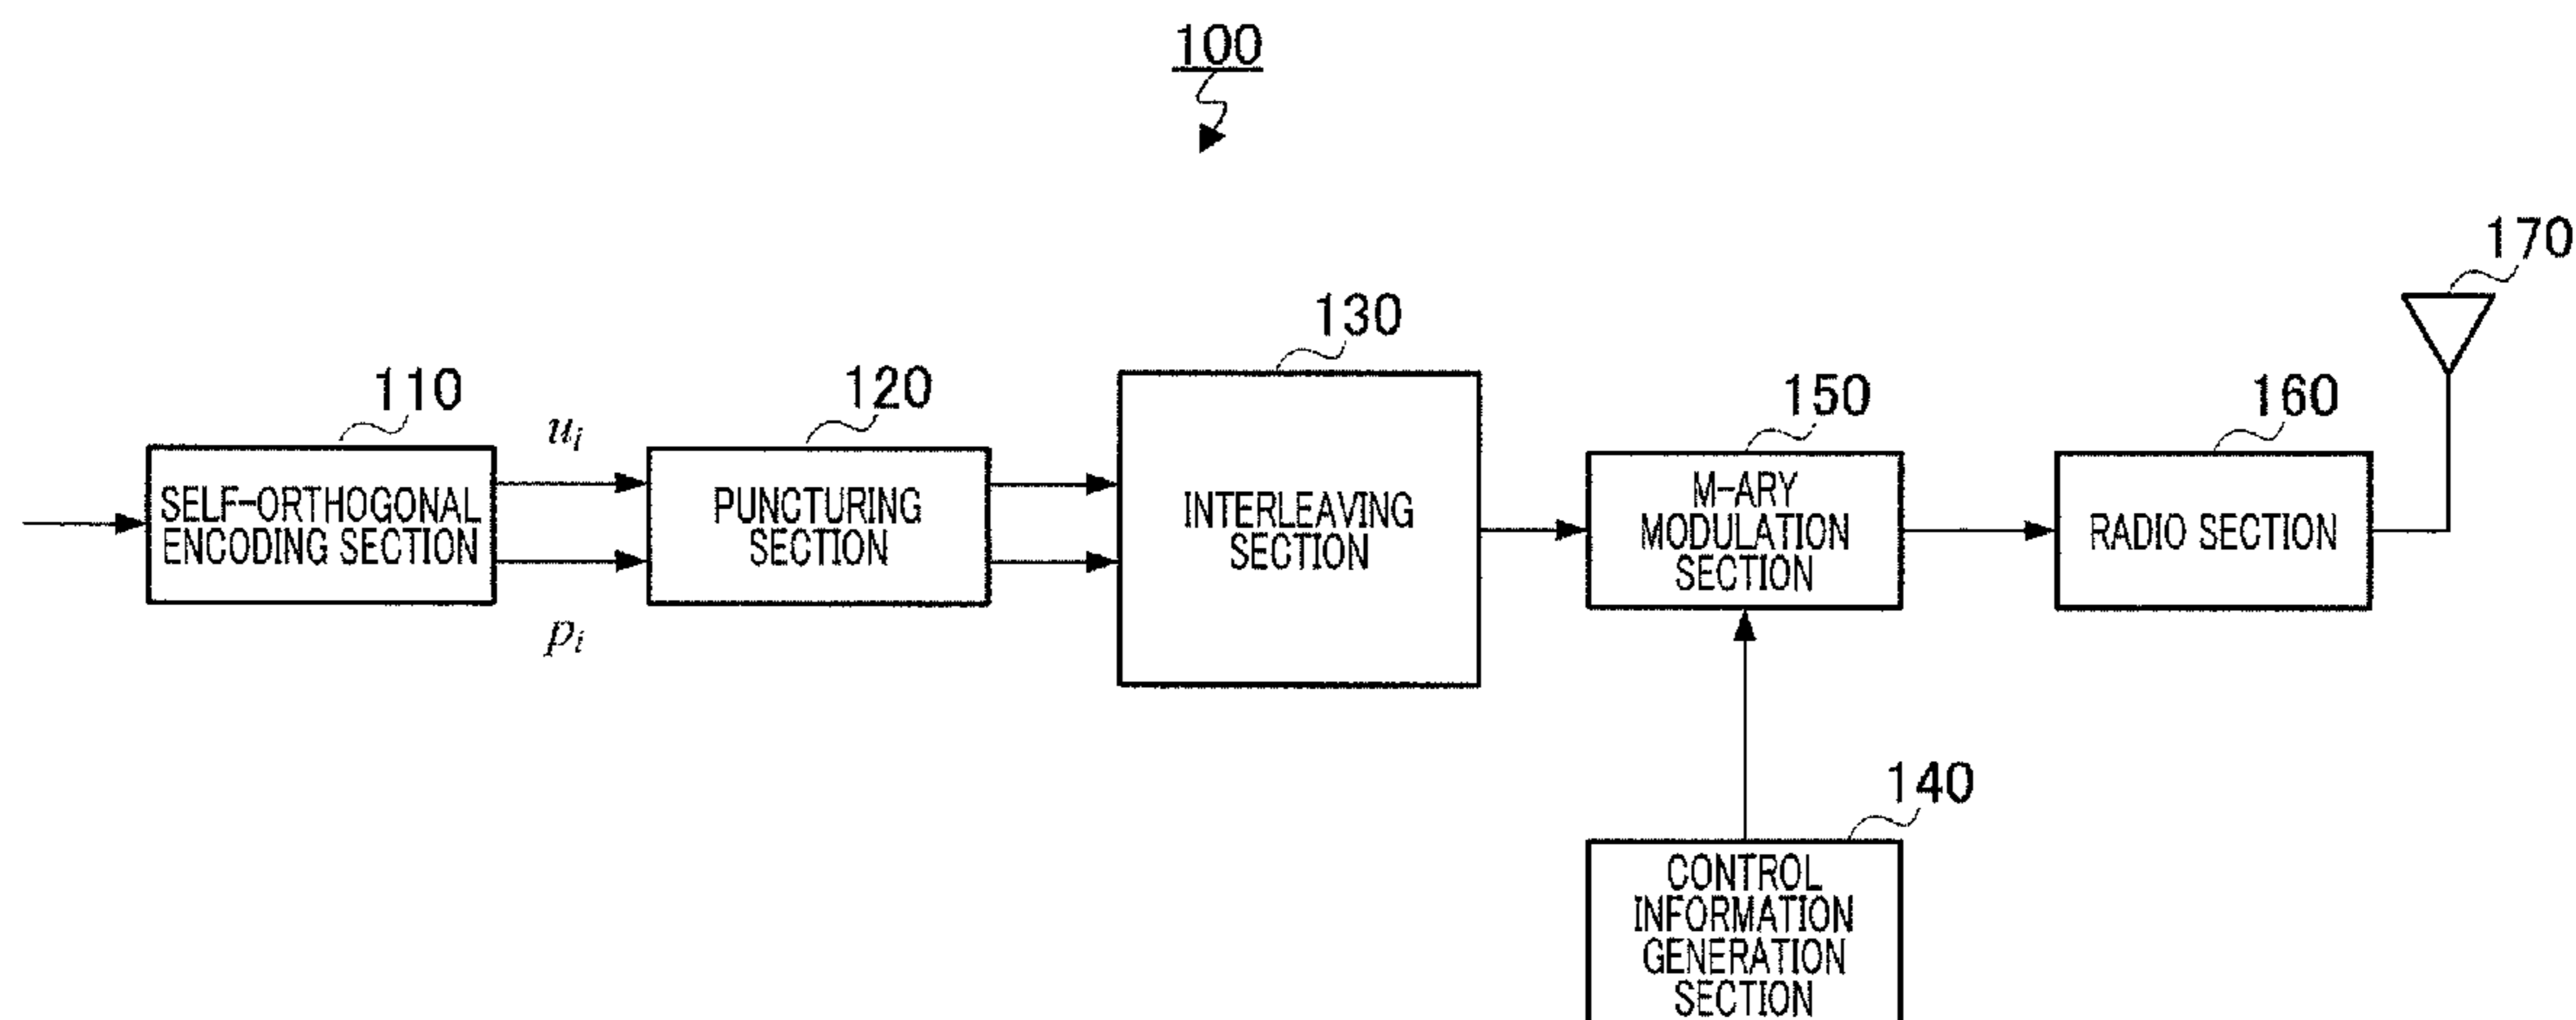 100
170
130
110
120
150
160
u_i
SELF-ORTHOGONAL
ENCODING SECTION
PUNCTURING
SECTION
INTERLEAVING
SECTION
M-ARY
MODULATION
SECTION
RADIO SECTION
p_i
140
CONTROL
INFORMATION
GENERATION
SECTION